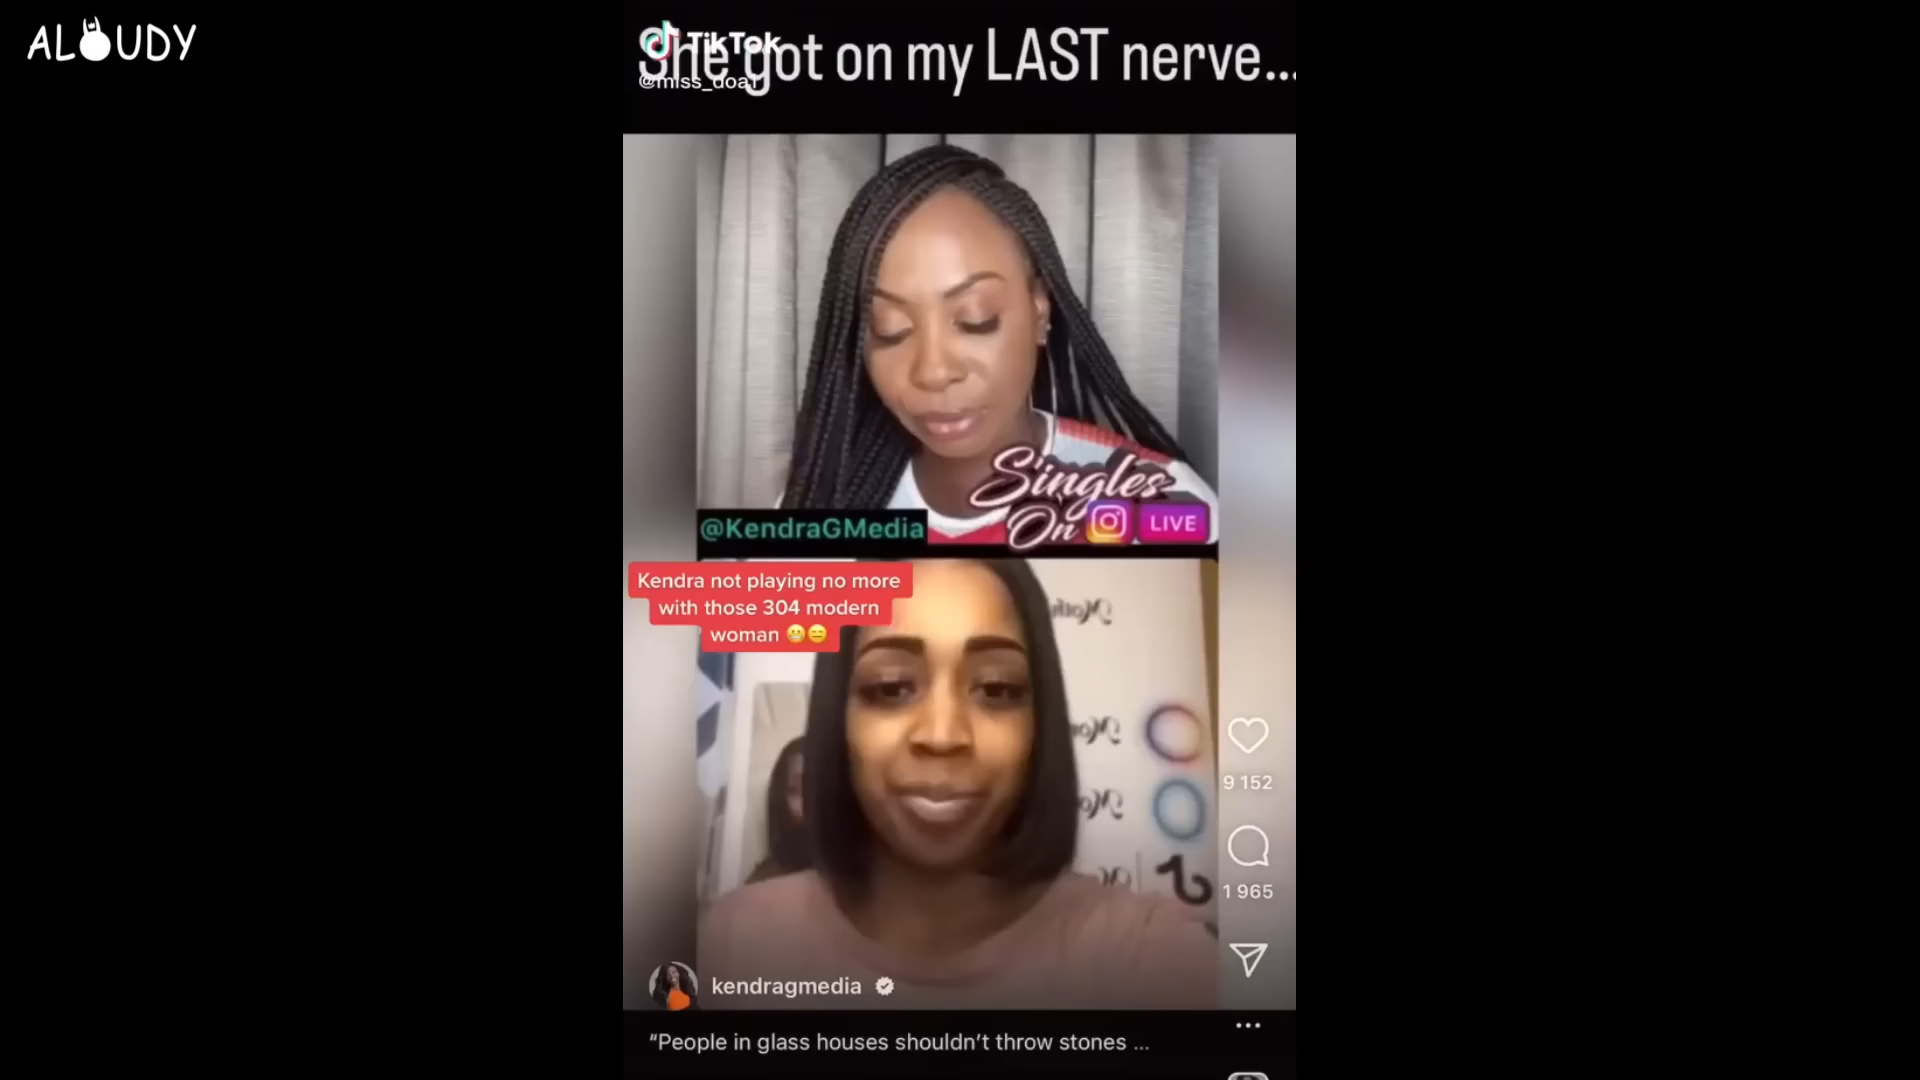 ALOUDY
She got on my LAST nerve...
TikTok
@miss_doa1
@KendraGMedia
Singles
On LIVE
Kendra not playing no more
with those 304 modern
woman 😬😑
9 152
1 965
kendragmedia
“People in glass houses shouldn’t throw stones ...